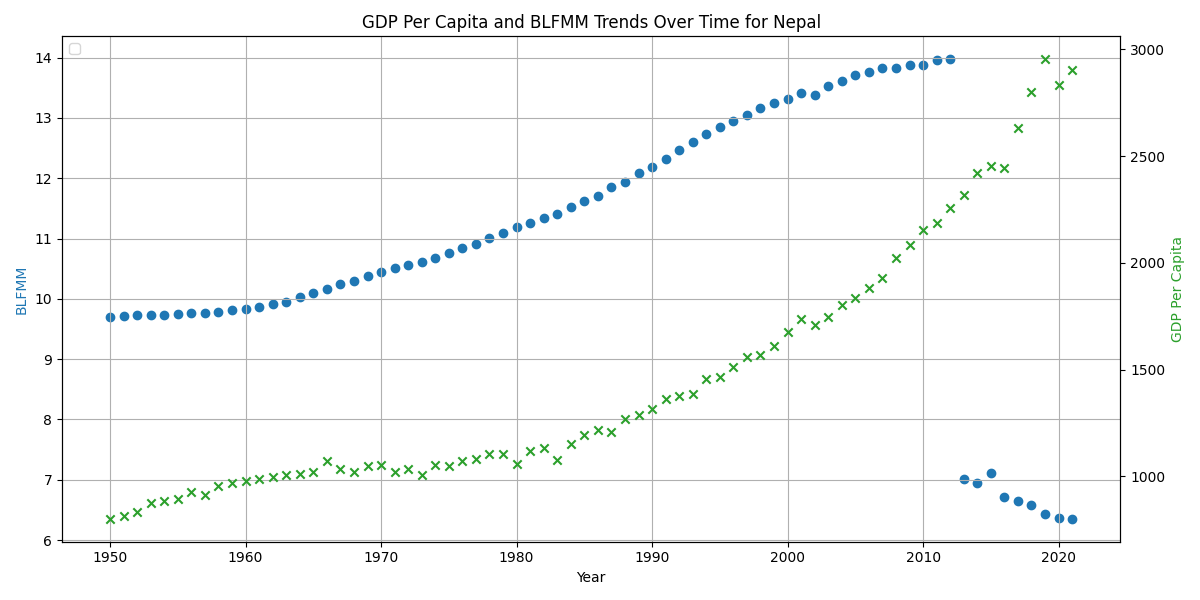 GDP Per Capita and BLFMM Trends Over Time for Nepal
14
13
12
11
10
9
8
7
6
BLFMM
3000
2500
2000
1500
1000
GDP Per Capita
1950 1960 1970 1980 1990 2000 2010 2020
Year